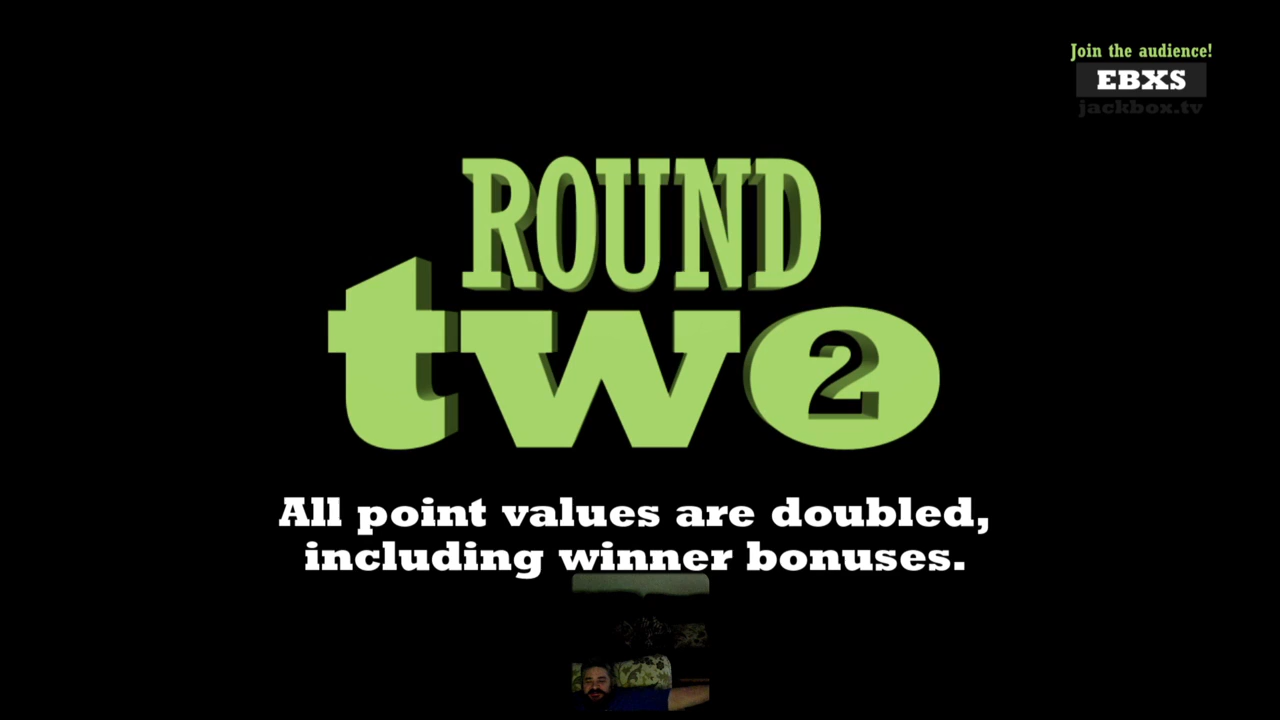 Join the audience!
EBXS
jackbox.tv
ROUND
two
2
All point values are doubled,
including winner bonuses.